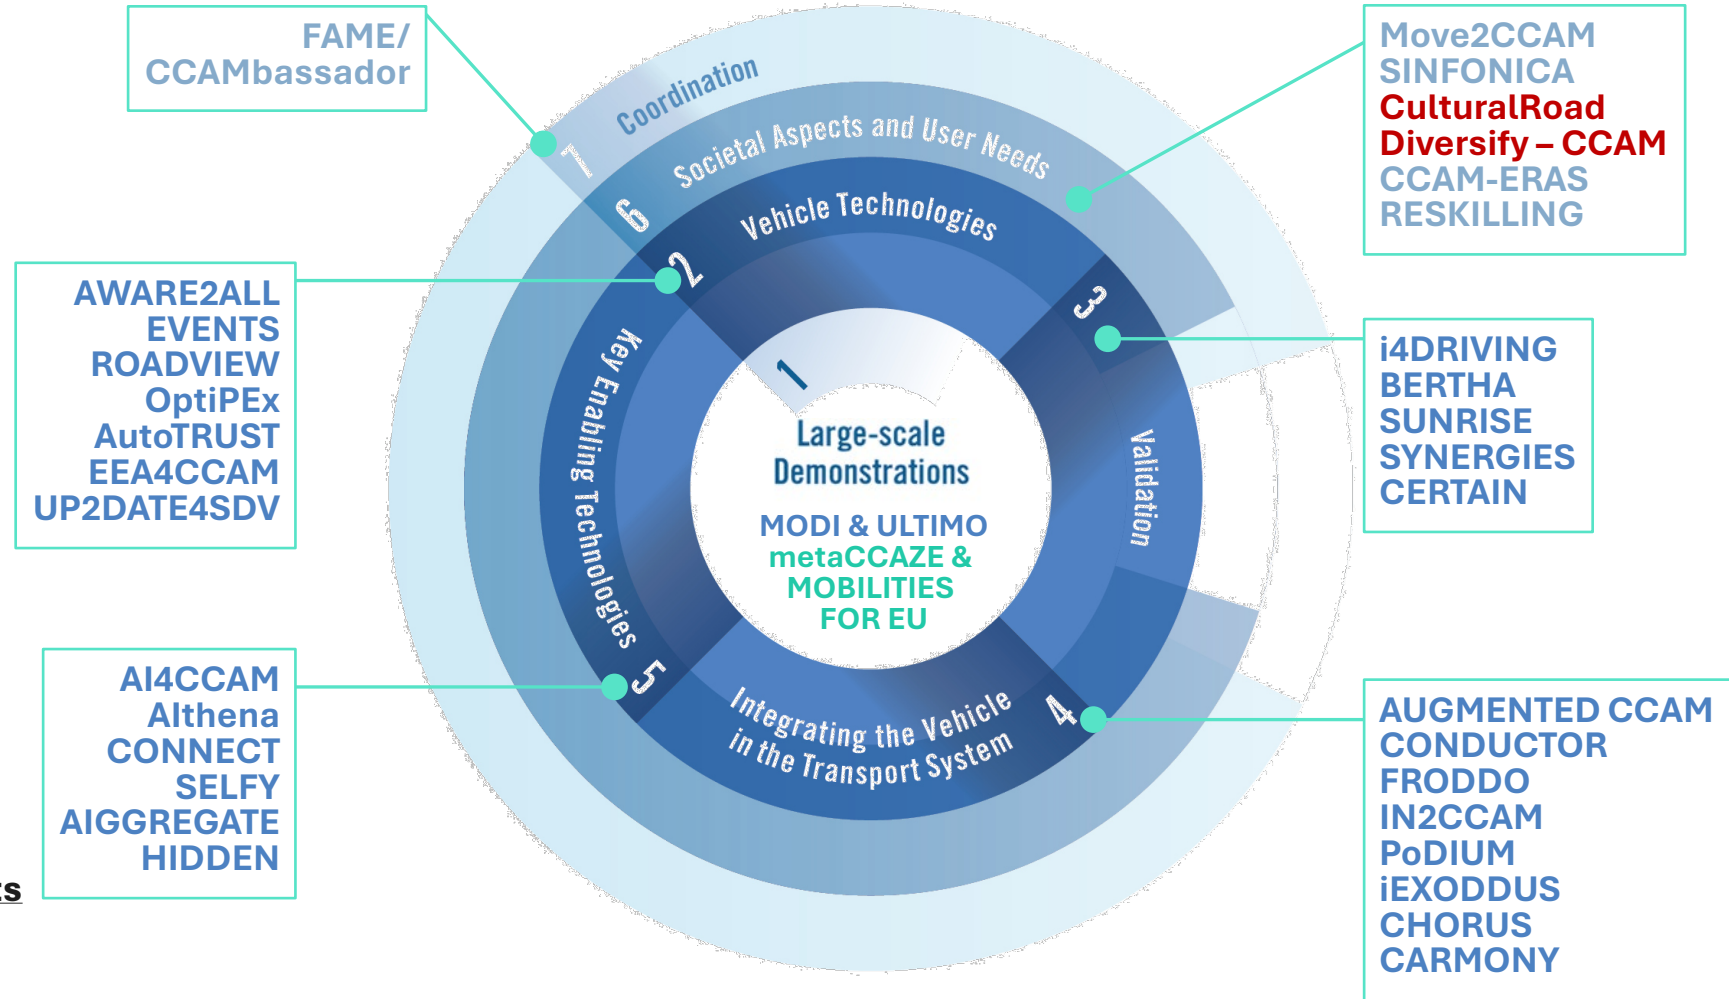 FAME/
CCAMbassador
Move2CCAM
SINFONICA
CulturalRoad
Diversify – CCAM
CCAM-ERAS
RESKILLING
7
Coordination
6
Societal Aspects and User Needs
2
Vehicle Technologies
3
Validation
AWARE2ALL
EVENTS
ROADVIEW
OptiPEx
AutoTRUST
EEA4CCAM
UP2DATE4SDV
Key Enabling Technologies
1
Large-scale
Demonstrations
MODI & ULTIMO
metaCCAZE &
MOBILITIES
FOR EU
i4DRIVING
BERTHA
SUNRISE
SYNERGIES
CERTAIN
AI4CCAM
AIthena
CONNECT
SELFY
AIGGREGATE
HIDDEN
5
Integrating the Vehicle
in the Transport System
4
AUGMENTED CCAM
CONDUCTOR
FRODDO
IN2CCAM
PoDIUM
iEXODDUS
CHORUS
CARMONY